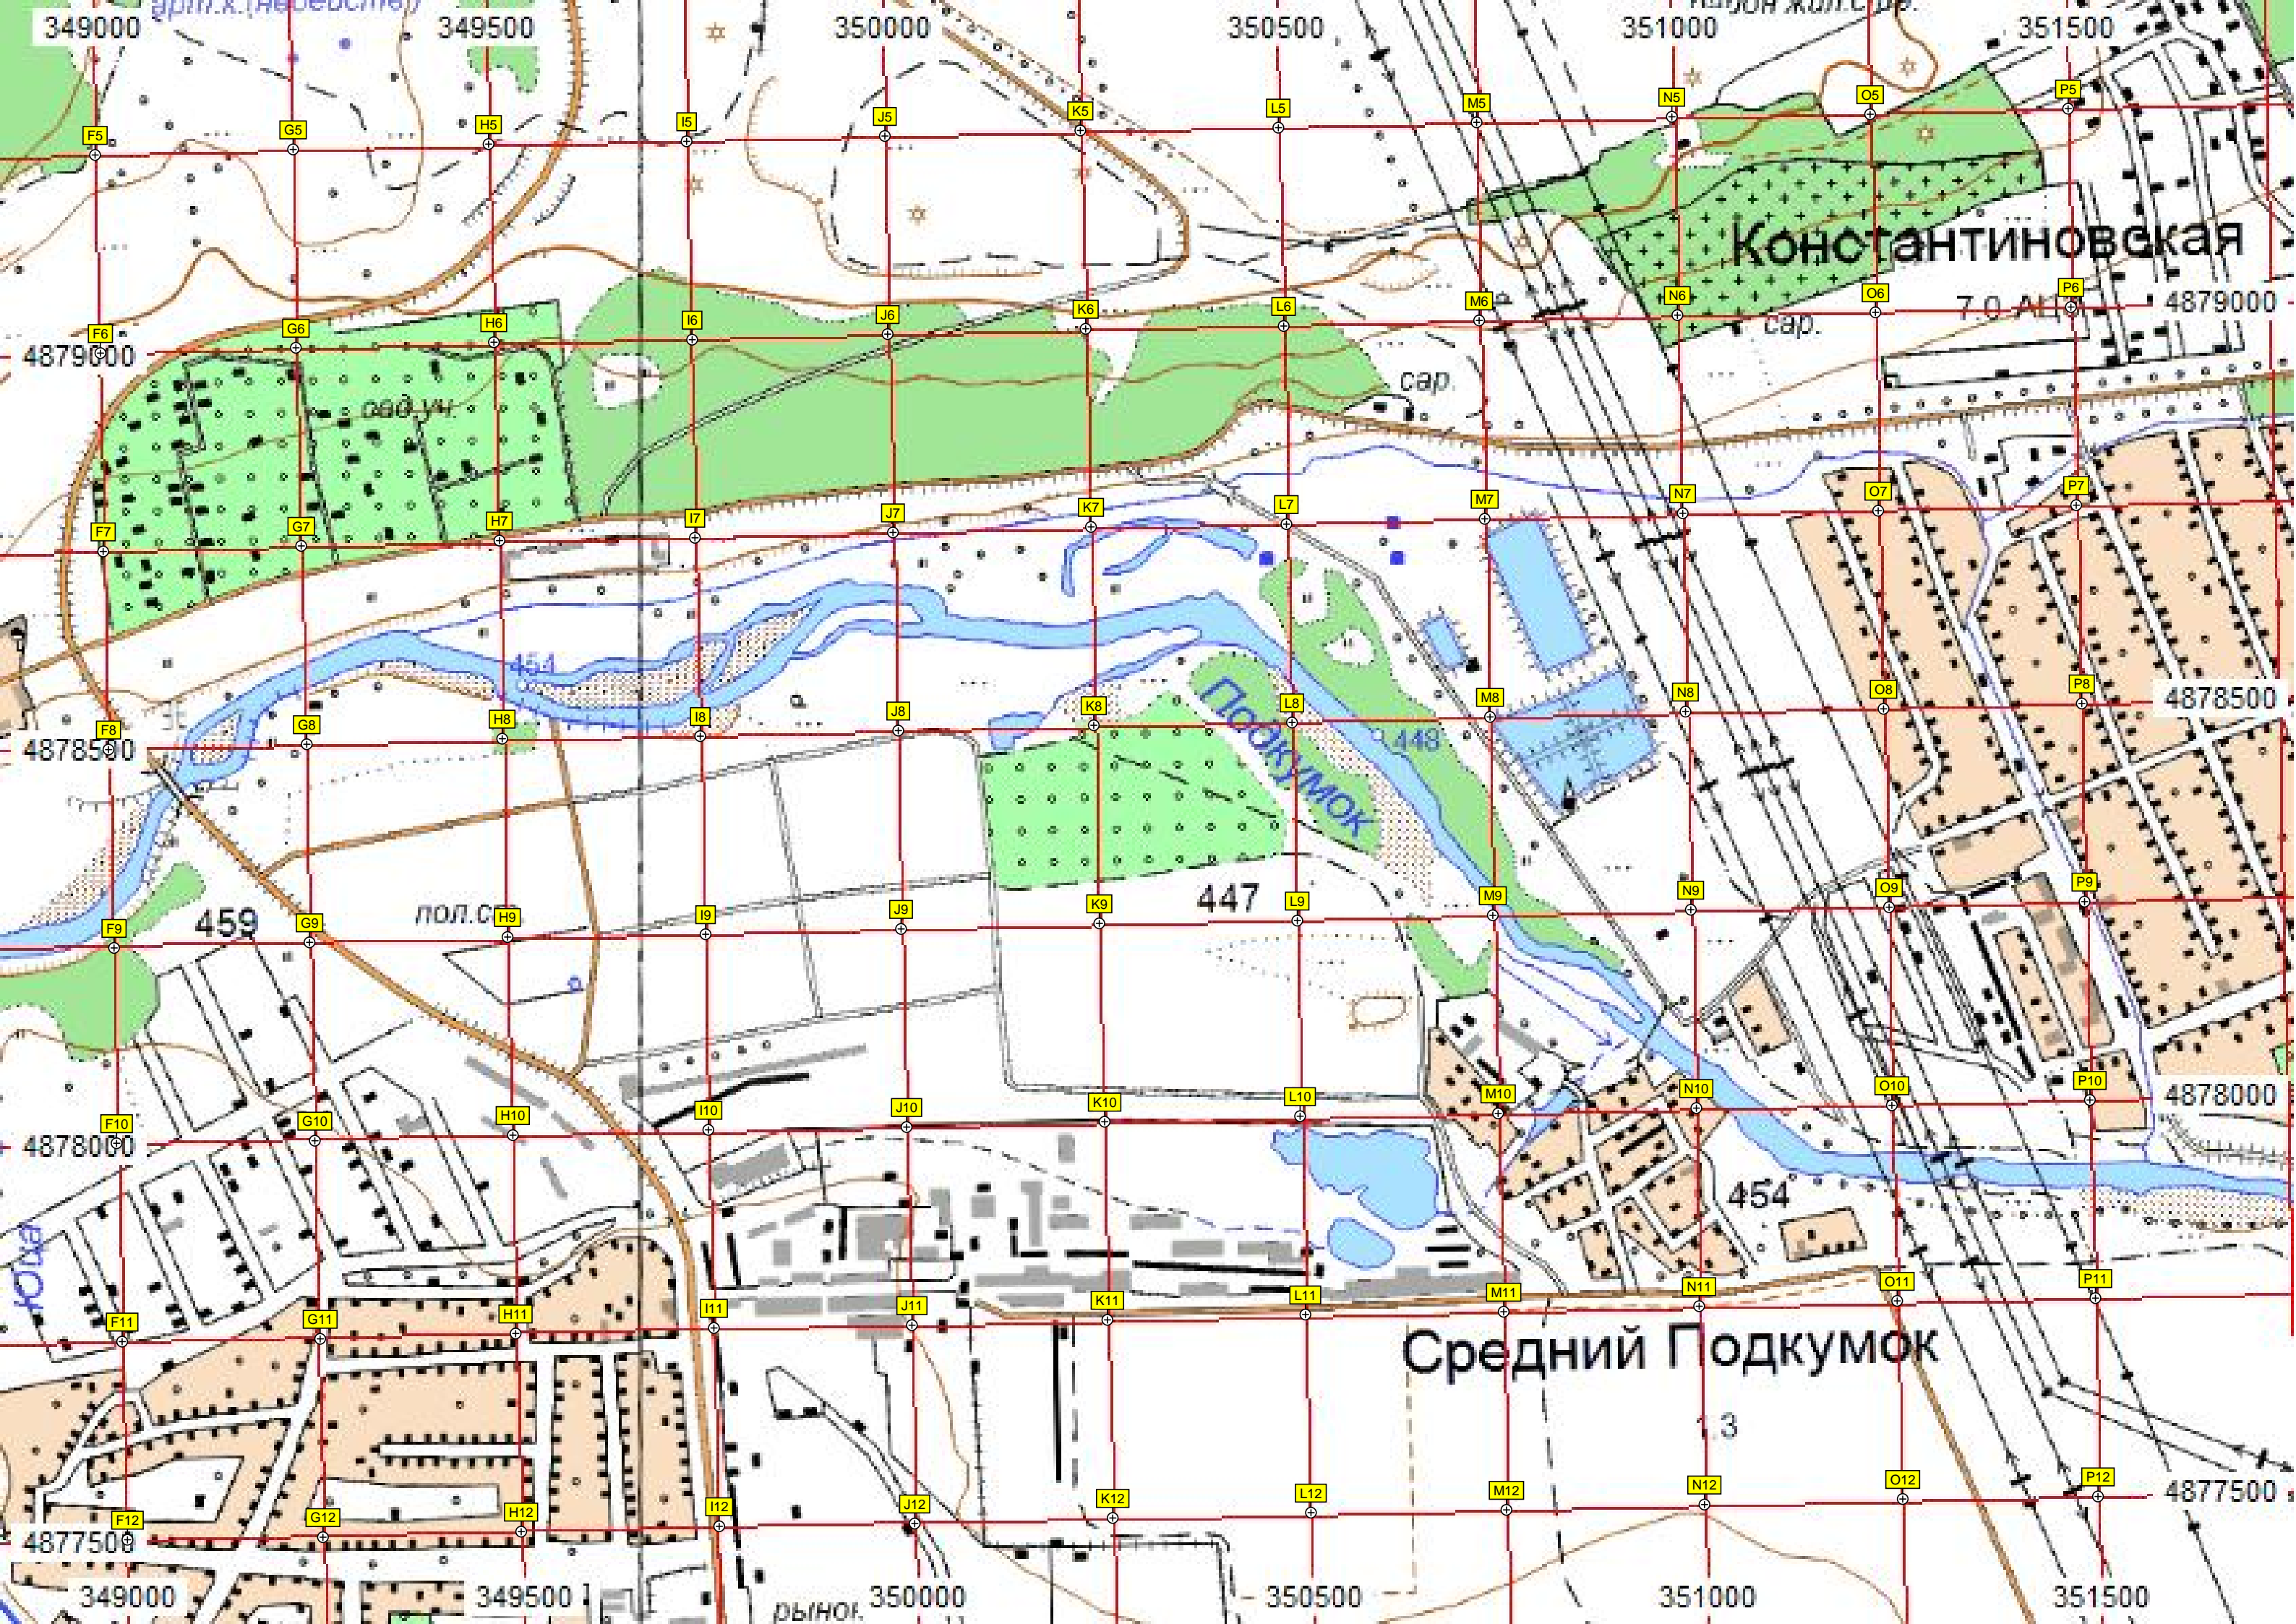 349000 349500 350000 350500 351000 351500
F5 G5 H5 I5 J5 K5 L5 M5 N5 O5 P5
Константиновская
F6 G6 H6 I6 J6 K6 L6 M6 N6 O6 P6
4879000 4879000
сар.
сар.
сад.уч.
F7 G7 H7 I7 J7 K7 L7 M7 N7 O7 P7
454
F8 G8 H8 I8 J8 K8 L8 M8 N8 O8 P8
4878500 4878500
Подкумок
448
459
447
F9 G9 H9 I9 J9 K9 L9 M9 N9 O9 P9
F10 G10 H10 I10 J10 K10 L10 M10 N10 O10 P10
4878000 4878000
454
Юца
F11 G11 H11 I11 J11 K11 L11 M11 N11 O11 P11
Средний Подкумок
F12 G12 H12 I12 J12 K12 L12 M12 N12 O12 P12
4877500 4877500
349000 349500 350000 350500 351000 351500